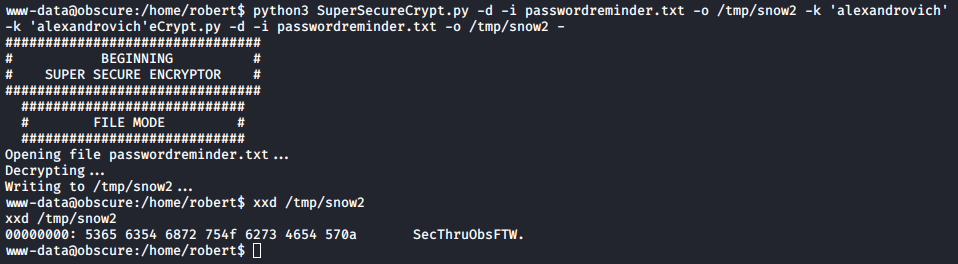 www-data@obscure:/home/robert$ python3 SuperSecureCrypt.py -d -i passwordreminder.txt -o /tmp/snow2 -k 'alexandrovich'
-k 'alexandrovich'eCrypt.py -d -i passwordreminder.txt -o /tmp/snow2 -
################################
#           BEGINNING          #
#    SUPER SECURE ENCRYPTOR    #
################################
  ############################
  #        FILE MODE         #
  ############################
Opening file passwordreminder.txt...
Decrypting...
Writing to /tmp/snow2...
www-data@obscure:/home/robert$ xxd /tmp/snow2
xxd /tmp/snow2
00000000: 5365 6354 6872 754f 6273 4654 570a       SecThruObsFTW.
www-data@obscure:/home/robert$